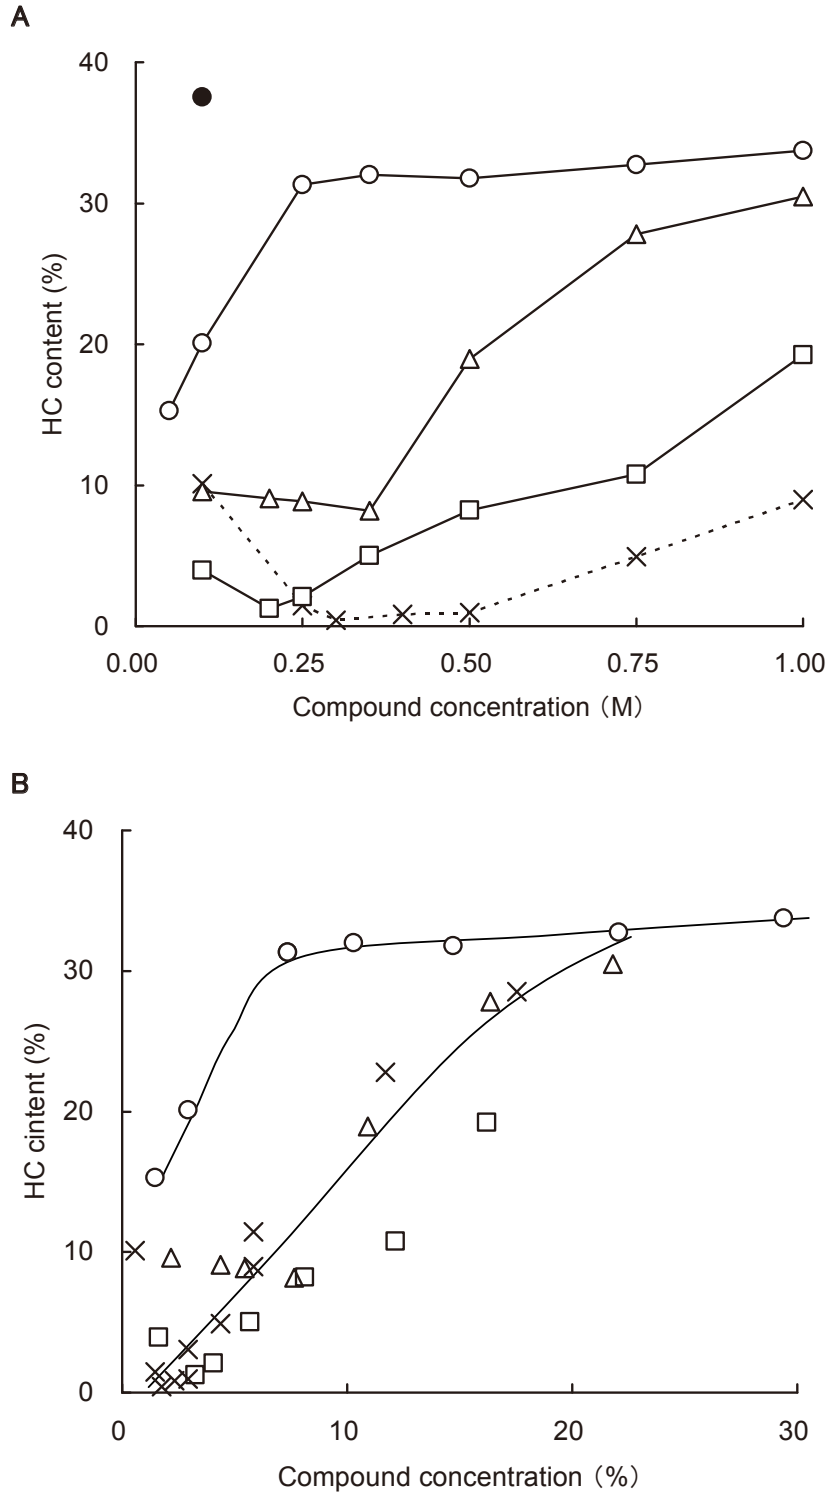 A
40
30
20
10
0
HC content (%)
0.00 0.25 0.50 0.75 1.00
Compound concentration（M）
B
40
30
20
10
0
HC cintent (%)
0 10 20 30
Compound concentration（%）